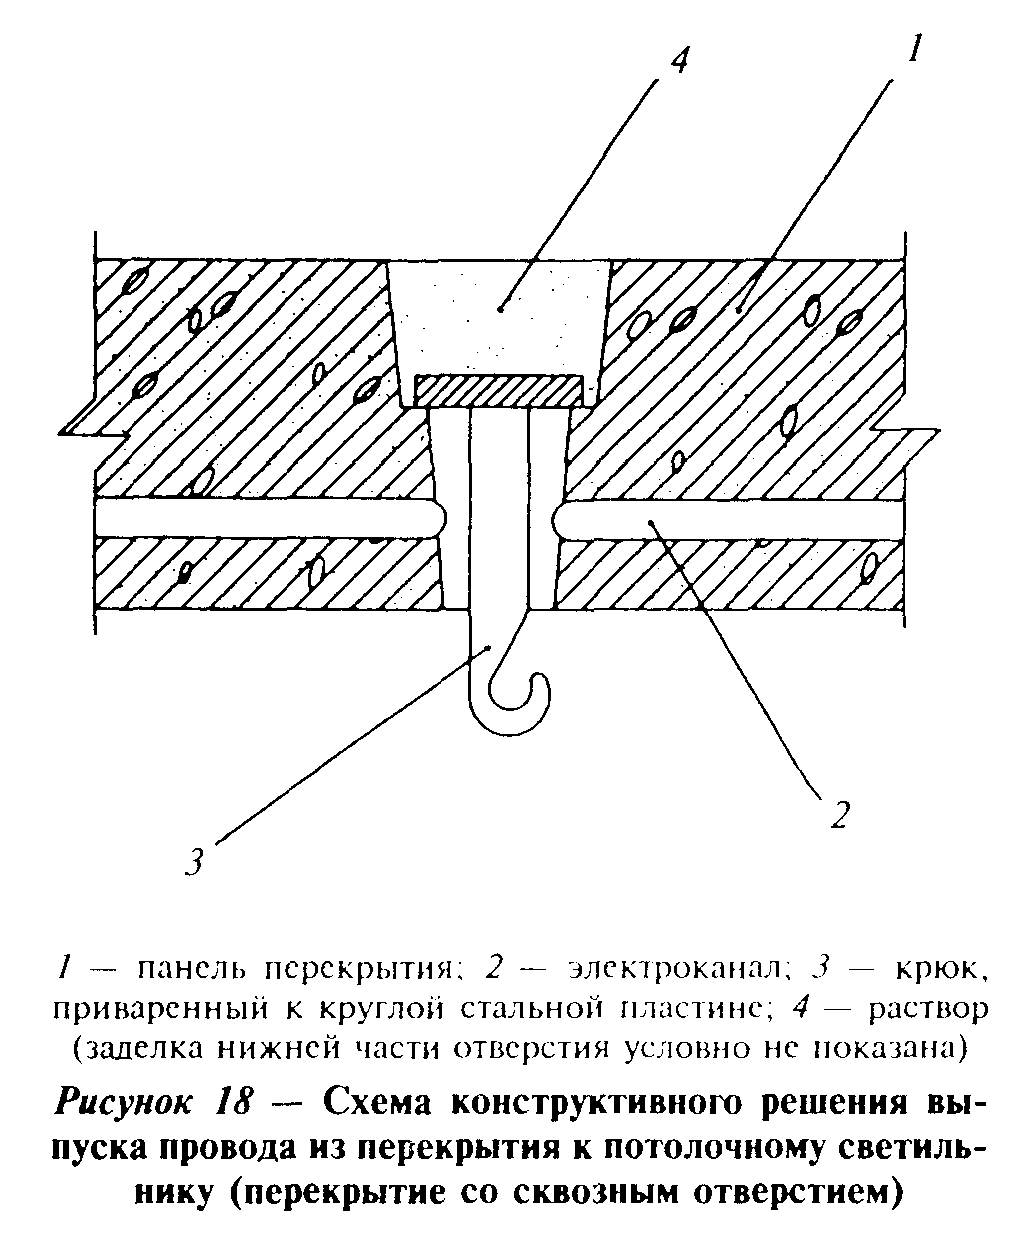 4
1
2
3
1 — панель перекрытия; 2 — электроканал; 3 — крюк,
приваренный к круглой стальной пластине; 4 — раствор
(заделка нижней части отверстия условно не показана)
Рисунок 18 — Схема конструктивного решения вы-
пуска провода из перекрытия к потолочному светиль-
нику (перекрытие со сквозным отверстием)